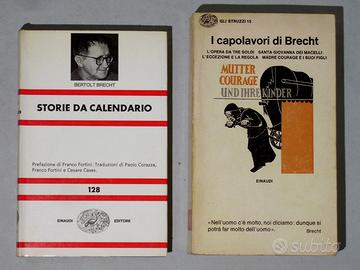 BERTOLT BRECHT
STORIE DA CALENDARIO
Prefazione di Franco Fortini. Traduzioni di Paolo Corazza,
Franco Fortini e Cesare Cases.
128
EINAUDI
EDITORE
GLI STRUZZI 15
I capolavori di Brecht
L'OPERA DA TRE SOLDI SANTA GIOVANNA DEI MACELLI
L'ECCEZIONE E LA REGOLA MADRE COURAGE E I SUOI FIGLI
MUTTER
COURAGE
UND IHRE KINDER
EINAUDI
«Nell'uomo c'è molto, noi diciamo: dunque si
potrà far molto dell'uomo».
Brecht
subito